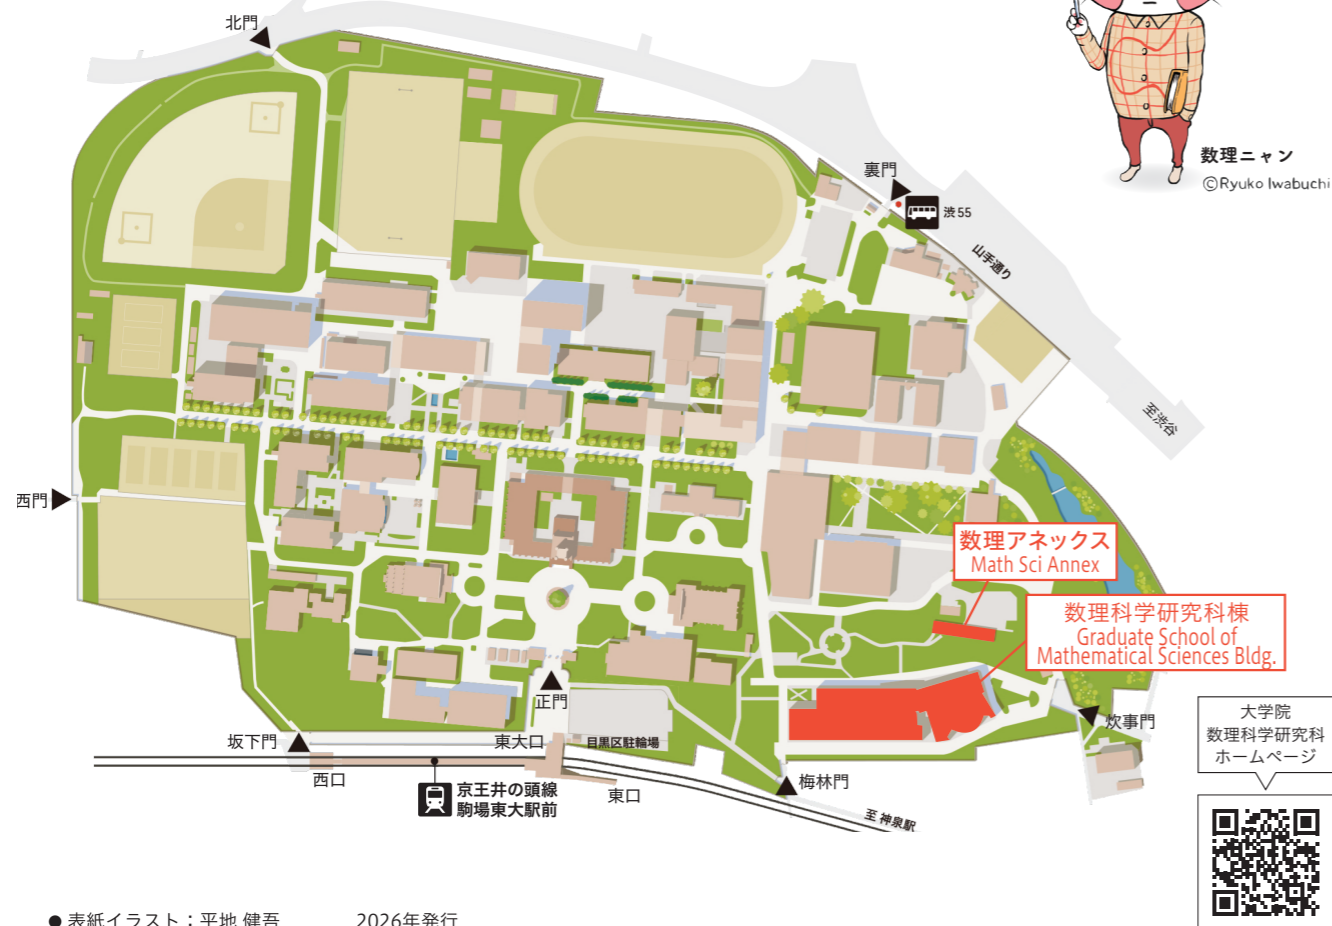 北門
数理ニャン
©Ryuko Iwabuchi
裏門
渋55
山手通り
至渋谷
西門
数理アネックス
Math Sci Annex
数理科学研究科棟
Graduate School of
Mathematical Sciences Bldg.
正門
炊事門
坂下門
東大口
目黒区駐輪場
西口
京王井の頭線
駒場東大駅前
東口
梅林門
至 神泉駅
大学院
数理科学研究科
ホームページ
● 表紙イラスト：平地 健吾
2026年発行